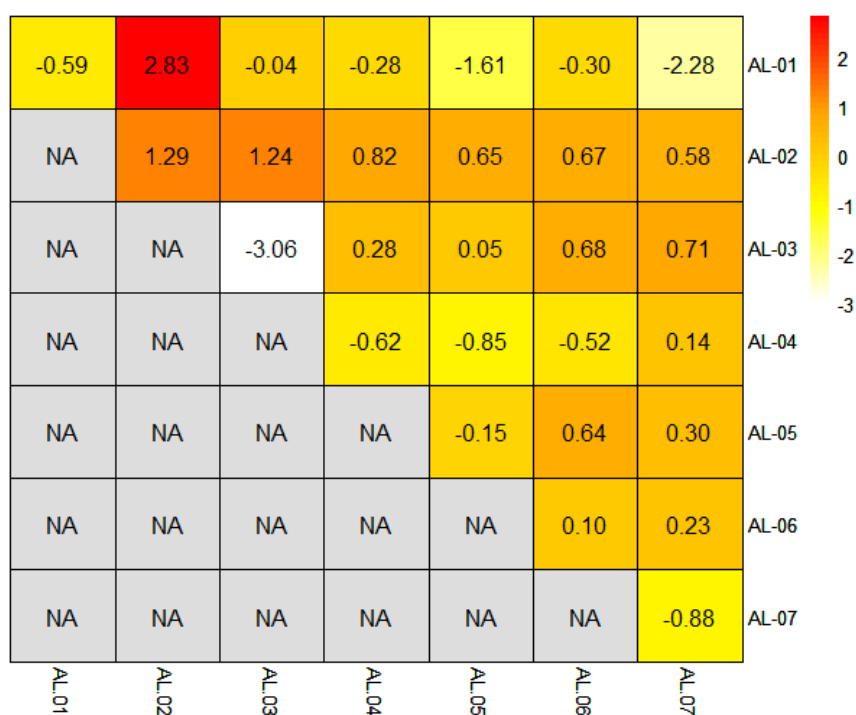 -0.59 2.83 -0.04 -0.28 -1.61 -0.30 -2.28 AL-01
NA 1.29 1.24 0.82 0.65 0.67 0.58 AL-02
NA NA -3.06 0.28 0.05 0.68 0.71 AL-03
NA NA NA -0.62 -0.85 -0.52 0.14 AL-04
NA NA NA NA -0.15 0.64 0.30 AL-05
NA NA NA NA NA 0.10 0.23 AL-06
NA NA NA NA NA NA -0.88 AL-07
AL.01 AL.02 AL.03 AL.04 AL.05 AL.06 AL.07
2
1
0
-1
-2
-3